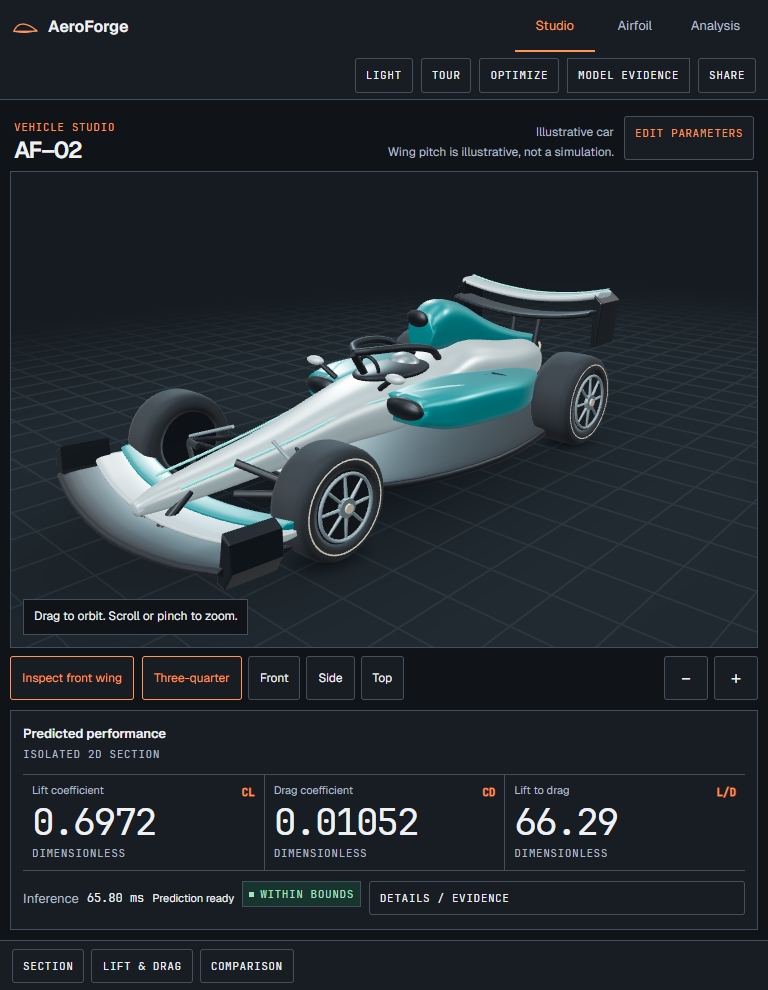 AeroForge
Studio
Airfoil
Analysis
LIGHT
TOUR
OPTIMIZE
MODEL EVIDENCE
SHARE
VEHICLE STUDIO
AF–02
Illustrative car
Wing pitch is illustrative, not a simulation.
EDIT PARAMETERS
Drag to orbit. Scroll or pinch to zoom.
Inspect front wing
Three-quarter
Front
Side
Top
−
+
Predicted performance
ISOLATED 2D SECTION
Lift coefficient
CL
0.6972
DIMENSIONLESS
Drag coefficient
CD
0.01052
DIMENSIONLESS
Lift to drag
L/D
66.29
DIMENSIONLESS
Inference 65.80 ms Prediction ready
WITHIN BOUNDS
DETAILS / EVIDENCE
SECTION
LIFT & DRAG
COMPARISON